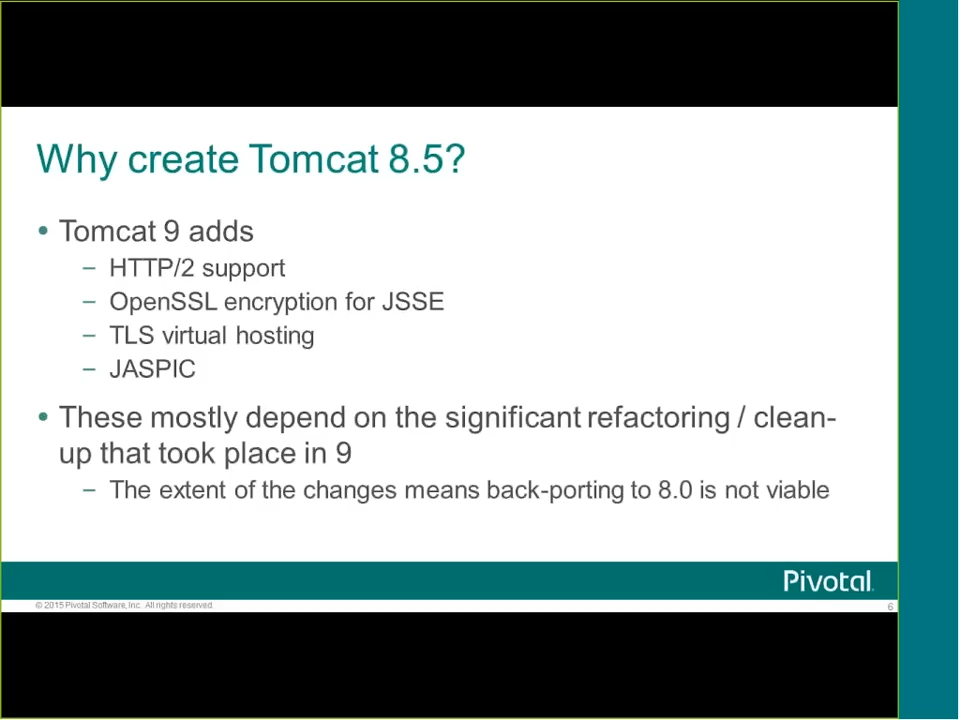 Why create Tomcat 8.5?
• Tomcat 9 adds
– HTTP/2 support
– OpenSSL encryption for JSSE
– TLS virtual hosting
– JASPIC
• These mostly depend on the significant refactoring / clean-
up that took place in 9
– The extent of the changes means back-porting to 8.0 is not viable
Pivotal
© 2015 Pivotal Software, Inc. All rights reserved.
6